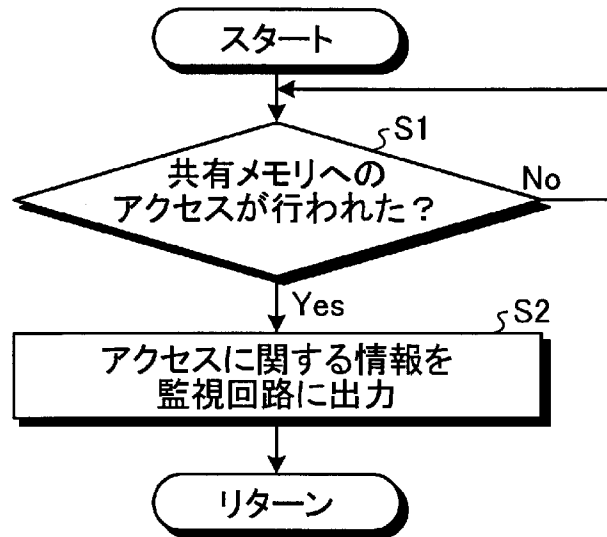 スタート
S1
共有メモリへの
アクセスが行われた？
No
Yes
S2
アクセスに関する情報を
監視回路に出力
リターン